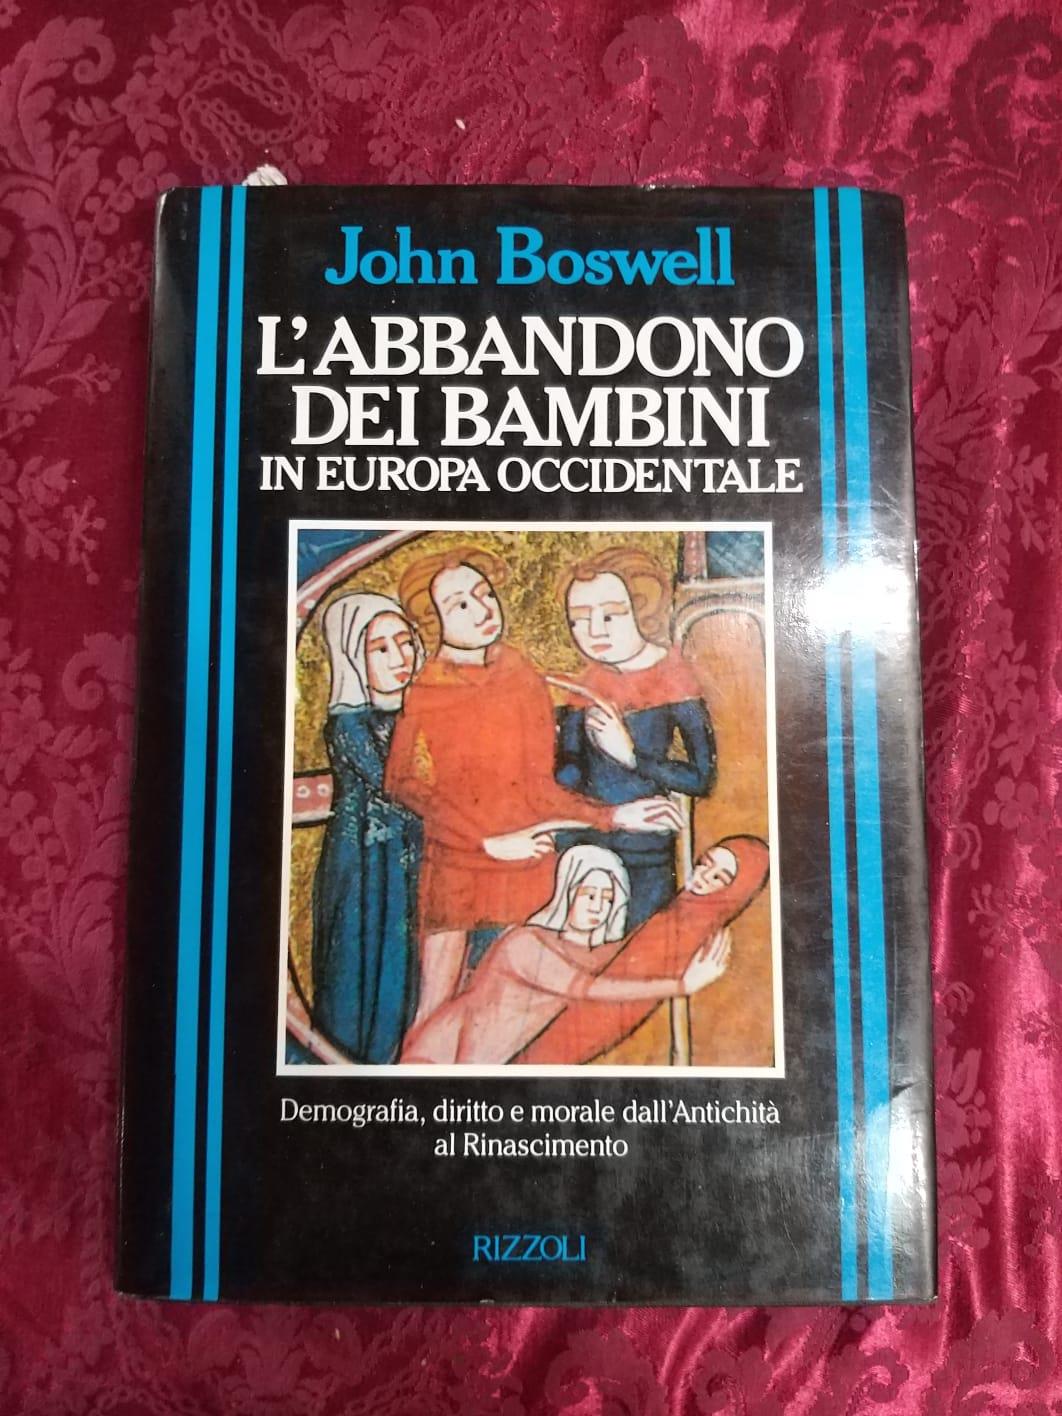 John Boswell
L'ABBANDONO
DEI BAMBINI
IN EUROPA OCCIDENTALE
Demografia, diritto e morale dall'Antichità
al Rinascimento
RIZZOLI